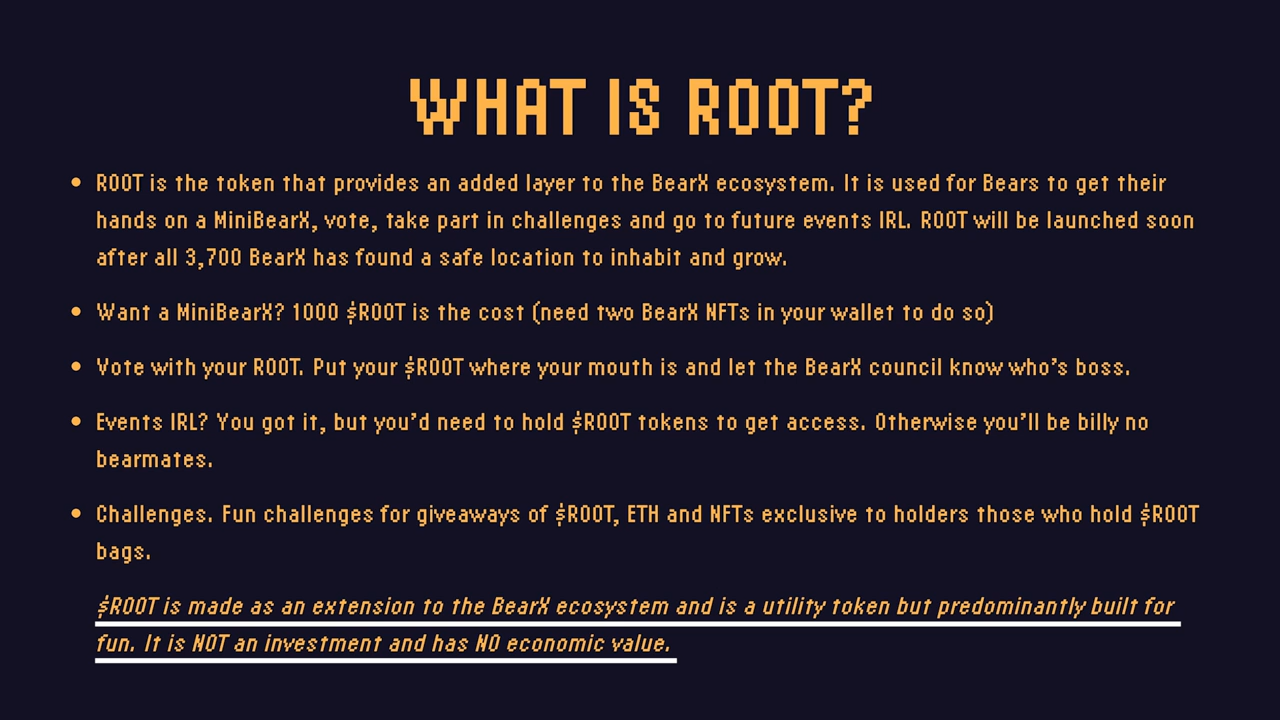 WHAT IS ROOT?
• ROOT is the token that provides an added layer to the BearX ecosystem. It is used for Bears to get their
hands on a MiniBearX, vote, take part in challenges and go to future events IRL. ROOT will be launched soon
after all 3,700 BearX has found a safe location to inhabit and grow.
• Want a MiniBearX? 1000 $ROOT is the cost (need two BearX NFTs in your wallet to do so)
• Vote with your ROOT. Put your $ROOT where your mouth is and let the BearX council know who's boss.
• Events IRL? You got it, but you'd need to hold $ROOT tokens to get access. Otherwise you'll be billy no
bearmates.
• Challenges. Fun challenges for giveaways of $ROOT, ETH and NFTs exclusive to holders those who hold $ROOT
bags.
$ROOT is made as an extension to the BearX ecosystem and is a utility token but predominantly built for
fun. It is NOT an investment and has NO economic value.